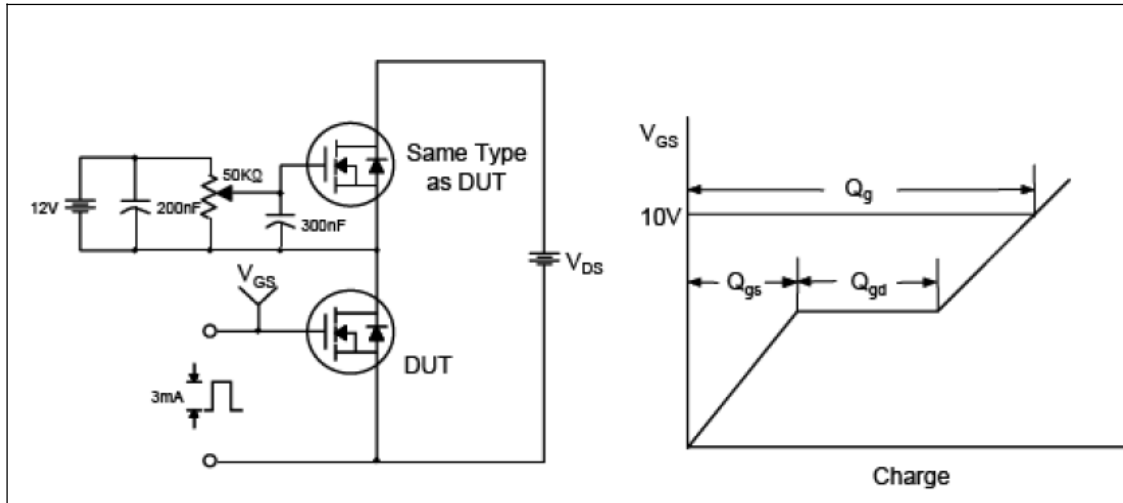 12V
200nF
50KΩ
300nF
Same Type
as DUT
V_GS
DUT
3mA
V_DS
V_GS
10V
Q_g
Q_gs
Q_gd
Charge